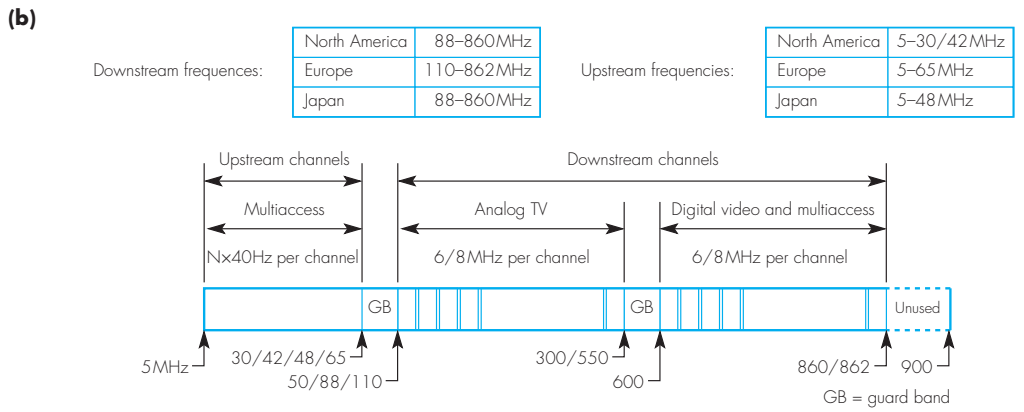 (b)
Downstream frequences:
North America 88–860MHz
Europe 110–862MHz
Japan 88–860MHz
Upstream frequencies:
North America 5–30/42MHz
Europe 5–65MHz
Japan 5–48MHz
Upstream channels Downstream channels
Multiaccess Analog TV Digital video and multiaccess
N×40Hz per channel 6/8MHz per channel 6/8MHz per channel
GB GB Unused
5MHz 30/42/48/65 300/550 860/862 900
50/88/110 600
GB = guard band